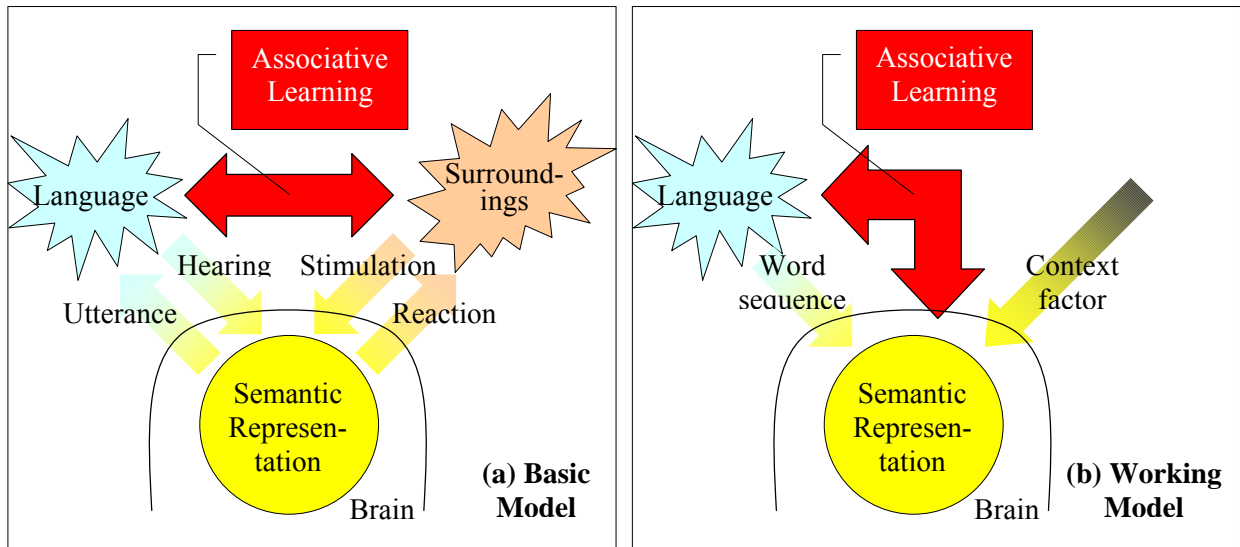 Associative
Learning
Language
Surround-
ings
Hearing
Stimulation
Utterance
Reaction
Semantic
Represen-
tation
Brain
(a) Basic
Model
Associative
Learning
Language
Word
sequence
Context
factor
Semantic
Represen-
tation
Brain
(b) Working
Model